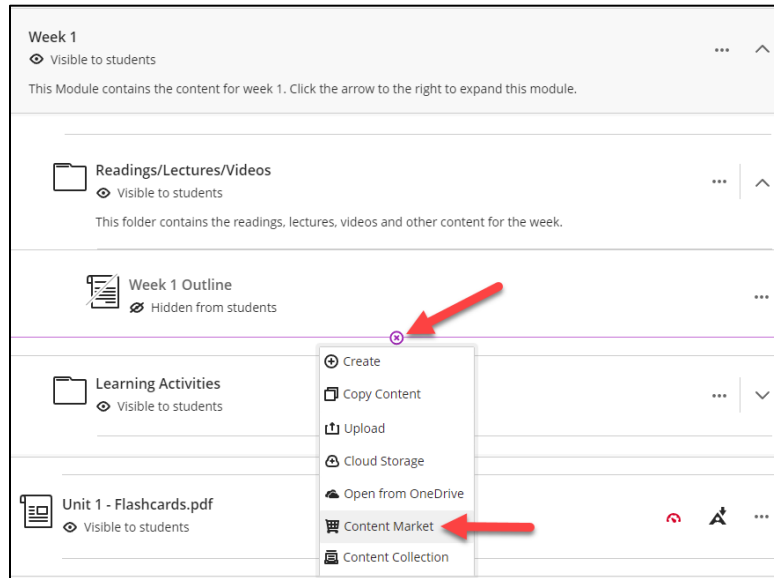 Week 1
Visible to students
This Module contains the content for week 1. Click the arrow to the right to expand this module.
Readings/Lectures/Videos
Visible to students
This folder contains the readings, lectures, videos and other content for the week.
Week 1 Outline
Hidden from students
Create
Learning Activities
Copy Content
Visible to students
Upload
Cloud Storage
Open from OneDrive
Unit 1 - Flashcards.pdf
Content Market
Visible to students
Content Collection